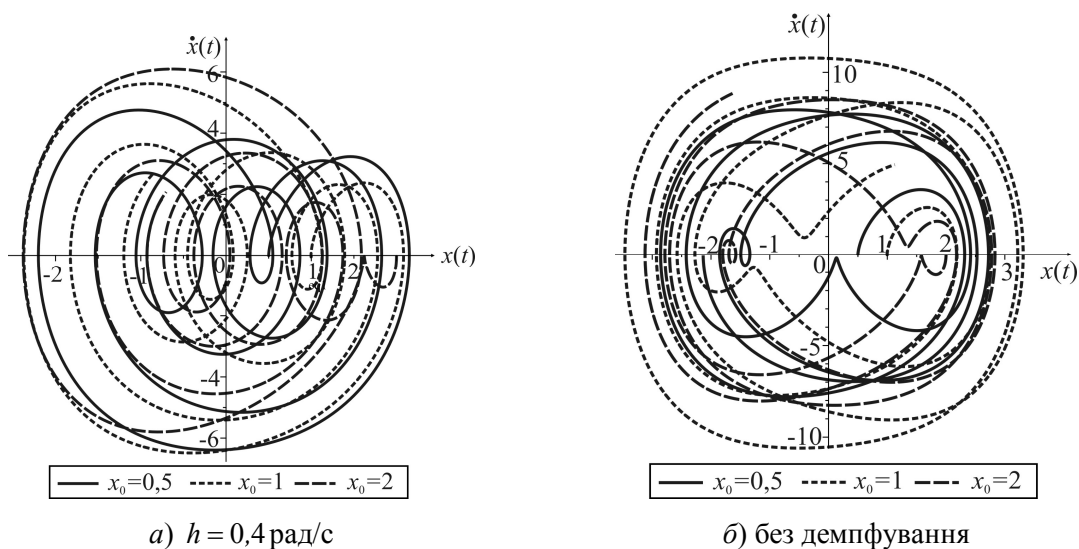 ẋ(t)
6
4
2
-2
-1
0
1
2
x(t)
-2
-4
-6
x₀=0,5 x₀=1 x₀=2
а) h = 0,4 рад/с
ẋ(t)
10
5
-2
-1
0
1
2
3
x(t)
-5
-10
x₀=0,5 x₀=1 x₀=2
б) без демпфування